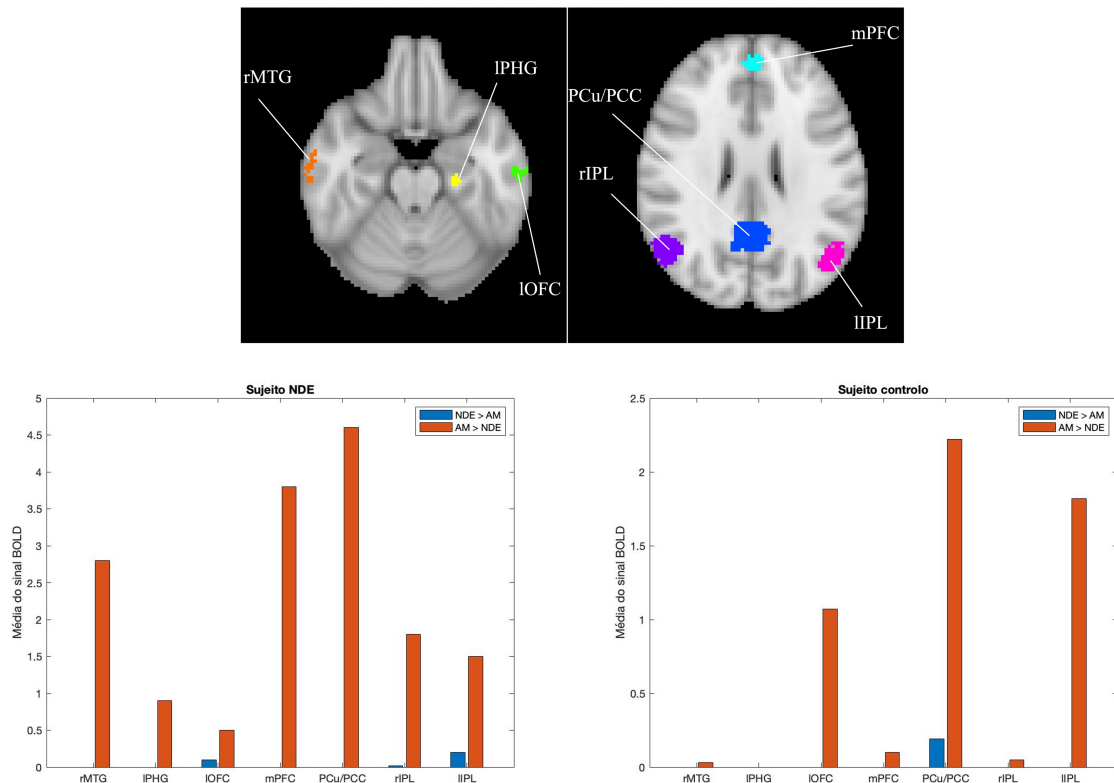 mPFC
lPHG
rMTG
PCu/PCC
rIPL
lOFC
lIPL
Sujeito NDE
5
4.5
4
3.5
3
2.5
2
1.5
1
0.5
0
Média do sinal BOLD
NDE > AM
AM > NDE
rMTG lPHG lOFC mPFC PCu/PCC rIPL lIPL
Sujeito controlo
2.5
2
1.5
1
0.5
0
Média do sinal BOLD
NDE > AM
AM > NDE
rMTG lPHG lOFC mPFC PCu/PCC rIPL lIPL